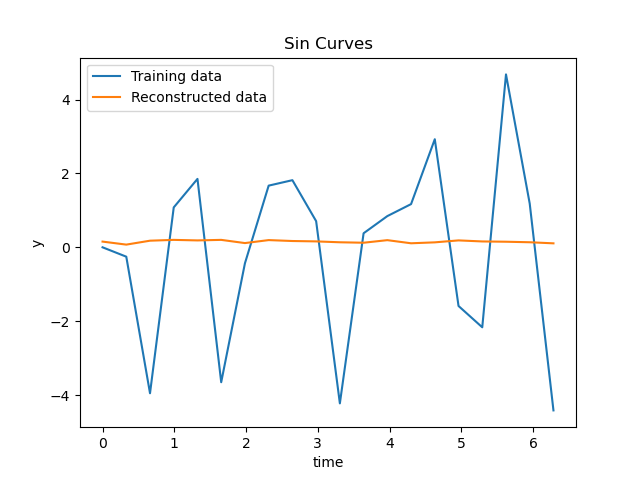 Sin Curves
Training data
Reconstructed data
y
4
2
0
−2
−4
0 1 2 3 4 5 6
time